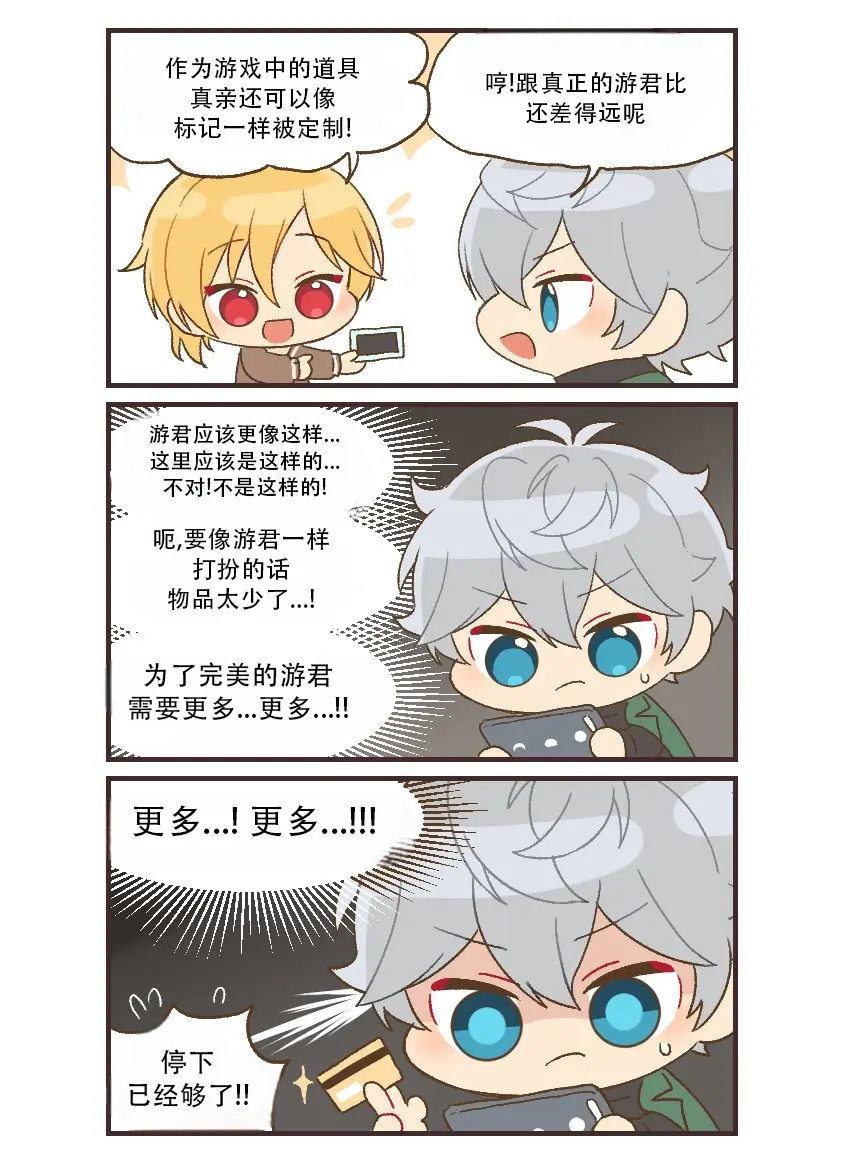 作为游戏中的道具
真亲还可以像
标记一样被定制!
哼!跟真正的游君比
还差得远呢
游君应该更像这样...
这里应该是这样的...
不对!不是这样的!
呃,要像游君一样
打扮的话
物品太少了...!
为了完美的游君
需要更多...更多...!!
更多...! 更多...!!!
停下
已经够了!!